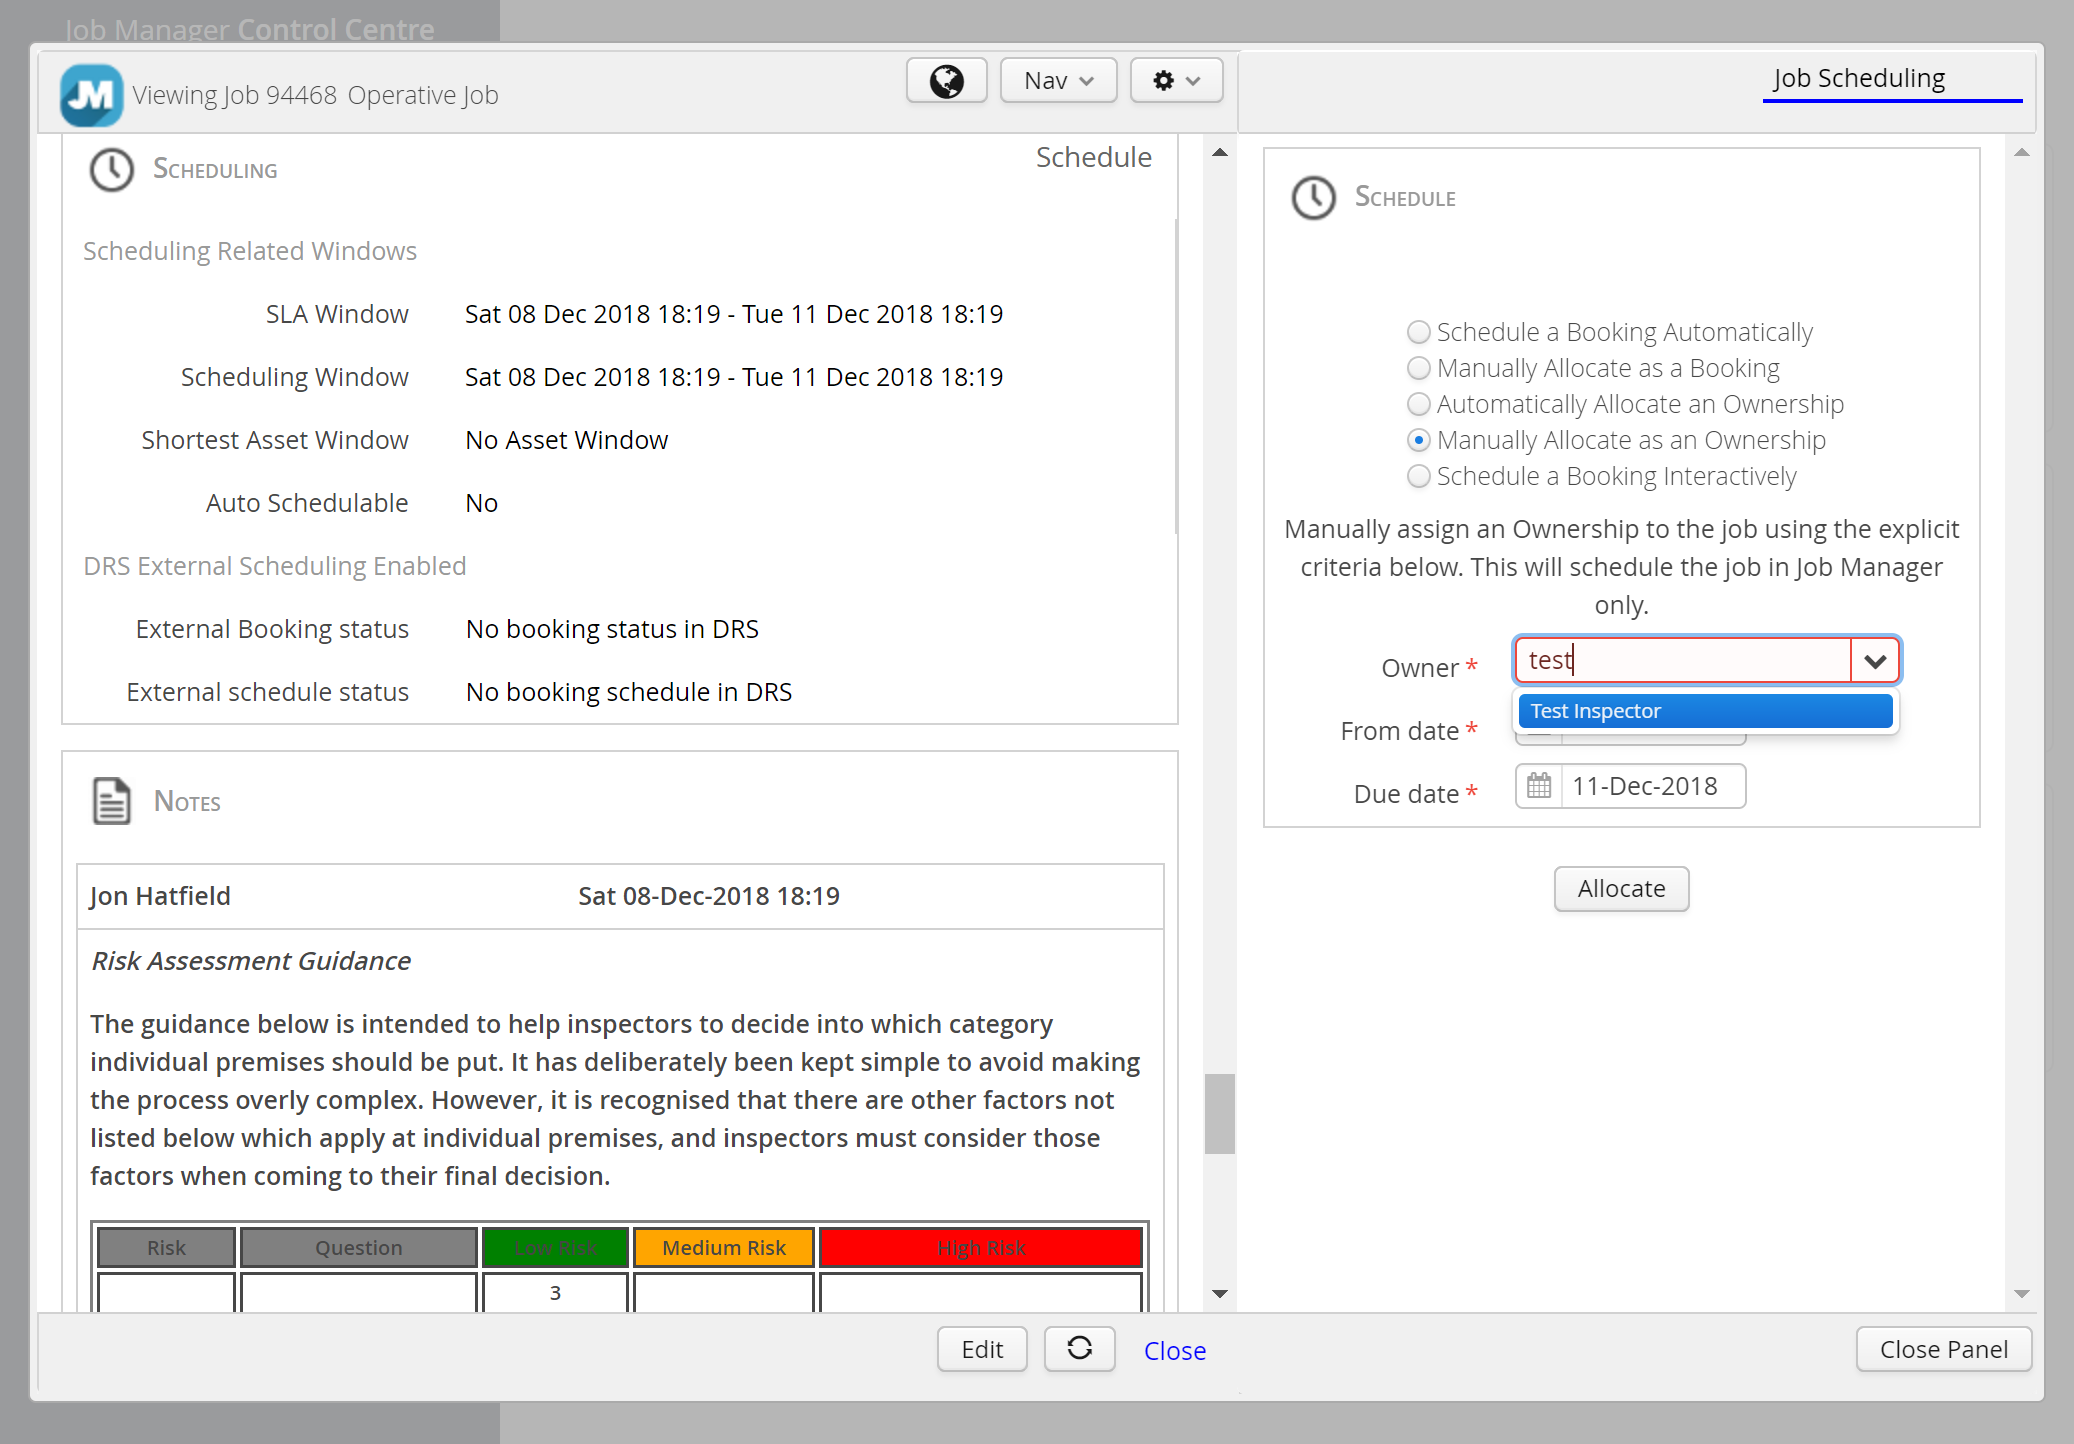 Job Manager Control Centre
JM
Viewing Job 94468 Operative Job
Nav
Job Scheduling
Scheduling
Schedule
Scheduling Related Windows
SLA Window Sat 08 Dec 2018 18:19 - Tue 11 Dec 2018 18:19
Scheduling Window Sat 08 Dec 2018 18:19 - Tue 11 Dec 2018 18:19
Shortest Asset Window No Asset Window
Auto Schedulable No
DRS External Scheduling Enabled
External Booking status No booking status in DRS
External schedule status No booking schedule in DRS
Notes
Jon Hatfield Sat 08-Dec-2018 18:19
Risk Assessment Guidance
The guidance below is intended to help inspectors to decide into which category
individual premises should be put. It has deliberately been kept simple to avoid making
the process overly complex. However, it is recognised that there are other factors not
listed below which apply at individual premises, and inspectors must consider those
factors when coming to their final decision.
Risk Question Low Risk Medium Risk High Risk
3
Edit Close
Schedule
Schedule a Booking Automatically
Manually Allocate as a Booking
Automatically Allocate an Ownership
Manually Allocate as an Ownership
Schedule a Booking Interactively
Manually assign an Ownership to the job using the explicit
criteria below. This will schedule the job in Job Manager
only.
Owner * test
Test Inspector
From date *
Due date * 11-Dec-2018
Allocate
Close Panel